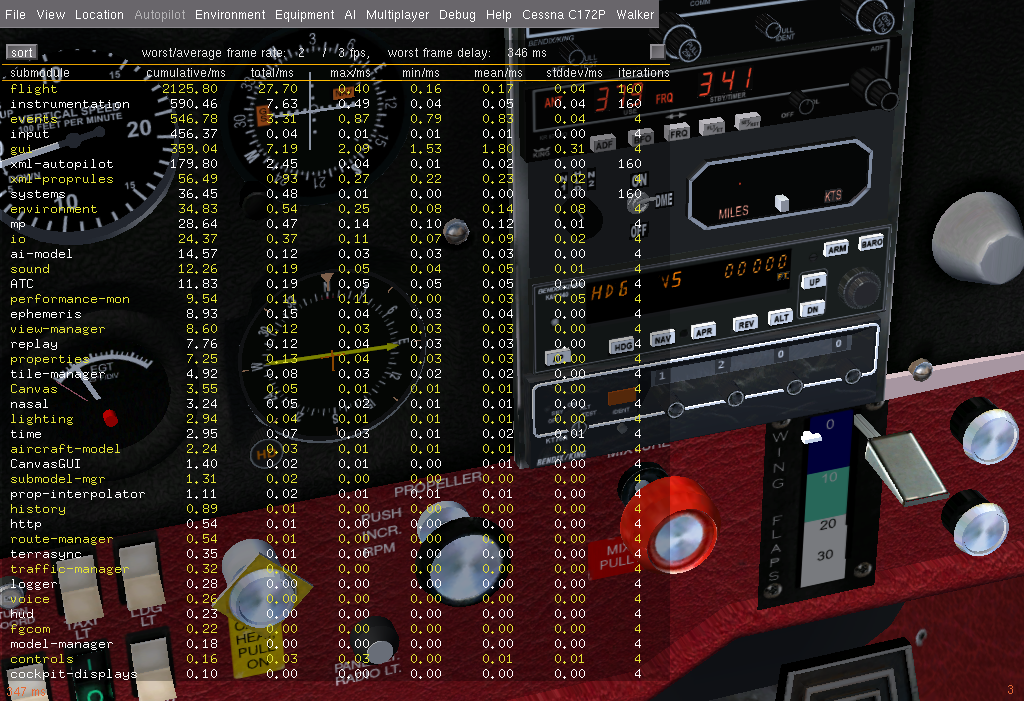 File View Location Autopilot Environment Equipment AI Multiplayer Debug Help Cessna C172P Walker
sort worst/average frame rate: 2 / 3 fps, worst frame delay: 346 ms
submodule cumulative/ms total/ms max/ms min/ms mean/ms stddev/ms iterations
flight 2125.80 27.70 0.40 0.16 0.17 0.04 160
instrumentation 590.46 7.63 0.49 0.04 0.05 0.04 160
events 546.78 3.31 0.87 0.79 0.83 0.04 4
input 456.37 0.04 0.01 0.01 0.01 0.00 4
gui 359.04 7.19 2.09 1.53 1.80 0.31 4
xml-autopilot 179.80 2.45 0.04 0.01 0.02 0.00 160
xml-proprules 56.49 0.93 0.27 0.22 0.23 0.02 4
systems 36.45 0.48 0.01 0.00 0.00 0.00 160
environment 34.83 0.54 0.25 0.08 0.14 0.08 4
mp 28.64 0.47 0.14 0.10 0.12 0.01 4
io 24.37 0.37 0.11 0.07 0.09 0.02 4
ai-model 14.57 0.12 0.03 0.03 0.03 0.00 4
sound 12.26 0.19 0.05 0.04 0.05 0.01 4
ATC 11.83 0.19 0.05 0.05 0.05 0.00 4
performance-mon 9.54 0.11 0.11 0.00 0.03 0.05 4
ephemeris 8.93 0.15 0.04 0.03 0.04 0.00 4
view-manager 8.60 0.12 0.03 0.03 0.03 0.00 4
replay 7.76 0.12 0.04 0.03 0.03 0.00 4
properties 7.25 0.13 0.04 0.03 0.03 0.00 4
tile-manager 4.92 0.08 0.03 0.02 0.02 0.00 4
Canvas 3.55 0.05 0.01 0.01 0.01 0.00 4
nasal 3.24 0.05 0.02 0.01 0.01 0.00 4
lighting 2.94 0.04 0.01 0.01 0.01 0.00 4
time 2.95 0.07 0.03 0.01 0.02 0.01 4
aircraft-model 2.24 0.03 0.01 0.01 0.01 0.00 4
CanvasGUI 1.40 0.02 0.01 0.00 0.01 0.00 4
submodel-mgr 1.31 0.02 0.01 0.00 0.00 0.00 4
prop-interpolator 1.11 0.02 0.01 0.01 0.01 0.00 4
history 0.89 0.01 0.00 0.00 0.00 0.00 4
http 0.54 0.01 0.00 0.00 0.00 0.00 4
route-manager 0.54 0.01 0.00 0.00 0.00 0.00 4
terrasync 0.35 0.01 0.00 0.00 0.00 0.00 4
traffic-manager 0.32 0.00 0.00 0.00 0.00 0.00 4
logger 0.28 0.00 0.00 0.00 0.00 0.00 4
voice 0.26 0.00 0.00 0.00 0.00 0.00 4
hud 0.23 0.00 0.00 0.00 0.00 0.00 4
fgcom 0.22 0.00 0.00 0.00 0.00 0.00 4
model-manager 0.18 0.00 0.00 0.00 0.00 0.00 4
controls 0.16 0.03 0.03 0.00 0.01 0.01 4
cockpit-displays 0.10 0.00 0.00 0.00 0.00 0.00 4
347 ms
3
COMM
ADF
FRQ 341
STBY/TIMER
OFF
ADF BFO FRQ
ON
DME
OFF
MILES KTS
ARM BARO
HDG VS 00000
FT
UP
DN
HDG NAV APR REV ALT
1 2 0 0
IDENT
BENDIX/KING
20
10
100 FEET PER MINUTE
15
EGT
PROPELLER
PUSH
INCR.
RPM
WING FLAPS
0
10
20
30
TAXI
LT
LDG
LT
RADIO LT.